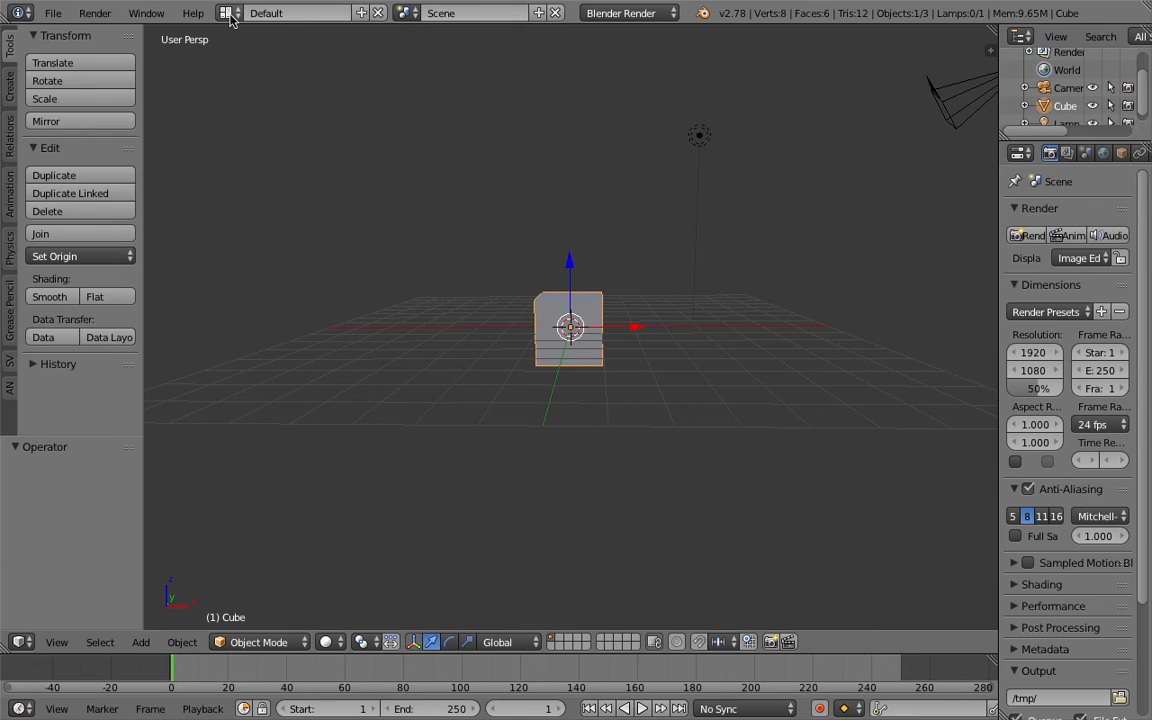 File Render Window Help Default Scene Blender Render v2.78 | Verts:8 | Faces:6 | Tris:12 | Objects:1/3 | Lamps:0/1 | Mem:9.65M | Cube
Tools
Create
Relations
Animation
Physics
Grease Pencil
SV
AN
Transform
Translate
Rotate
Scale
Mirror
Edit
Duplicate
Duplicate Linked
Delete
Join
Set Origin
Shading:
Smooth Flat
Data Transfer:
Data Data Layo
History
Operator
User Persp
z
y
x
(1) Cube
View Select Add Object Object Mode Global
-40 -20 0 20 40 60 80 100 120 140 160 180 200 220 240 260 280
View Marker Frame Playback Start: 1 End: 250 1 No Sync
View Search All S
Render
World
Camer
Cube
Lamp
Scene
Render
Rend Anim Audio
Displa Image Ed
Dimensions
Render Presets
Resolution: Frame Ra...
1920 Star: 1
1080 E: 250
50% Fra: 1
Aspect R... Frame Ra...
1.000 24 fps
1.000 Time Re...
Anti-Aliasing
5 8 11 16 Mitchell-
Full Sa 1.000
Sampled Motion Bl
Shading
Performance
Post Processing
Metadata
Output
/tmp/